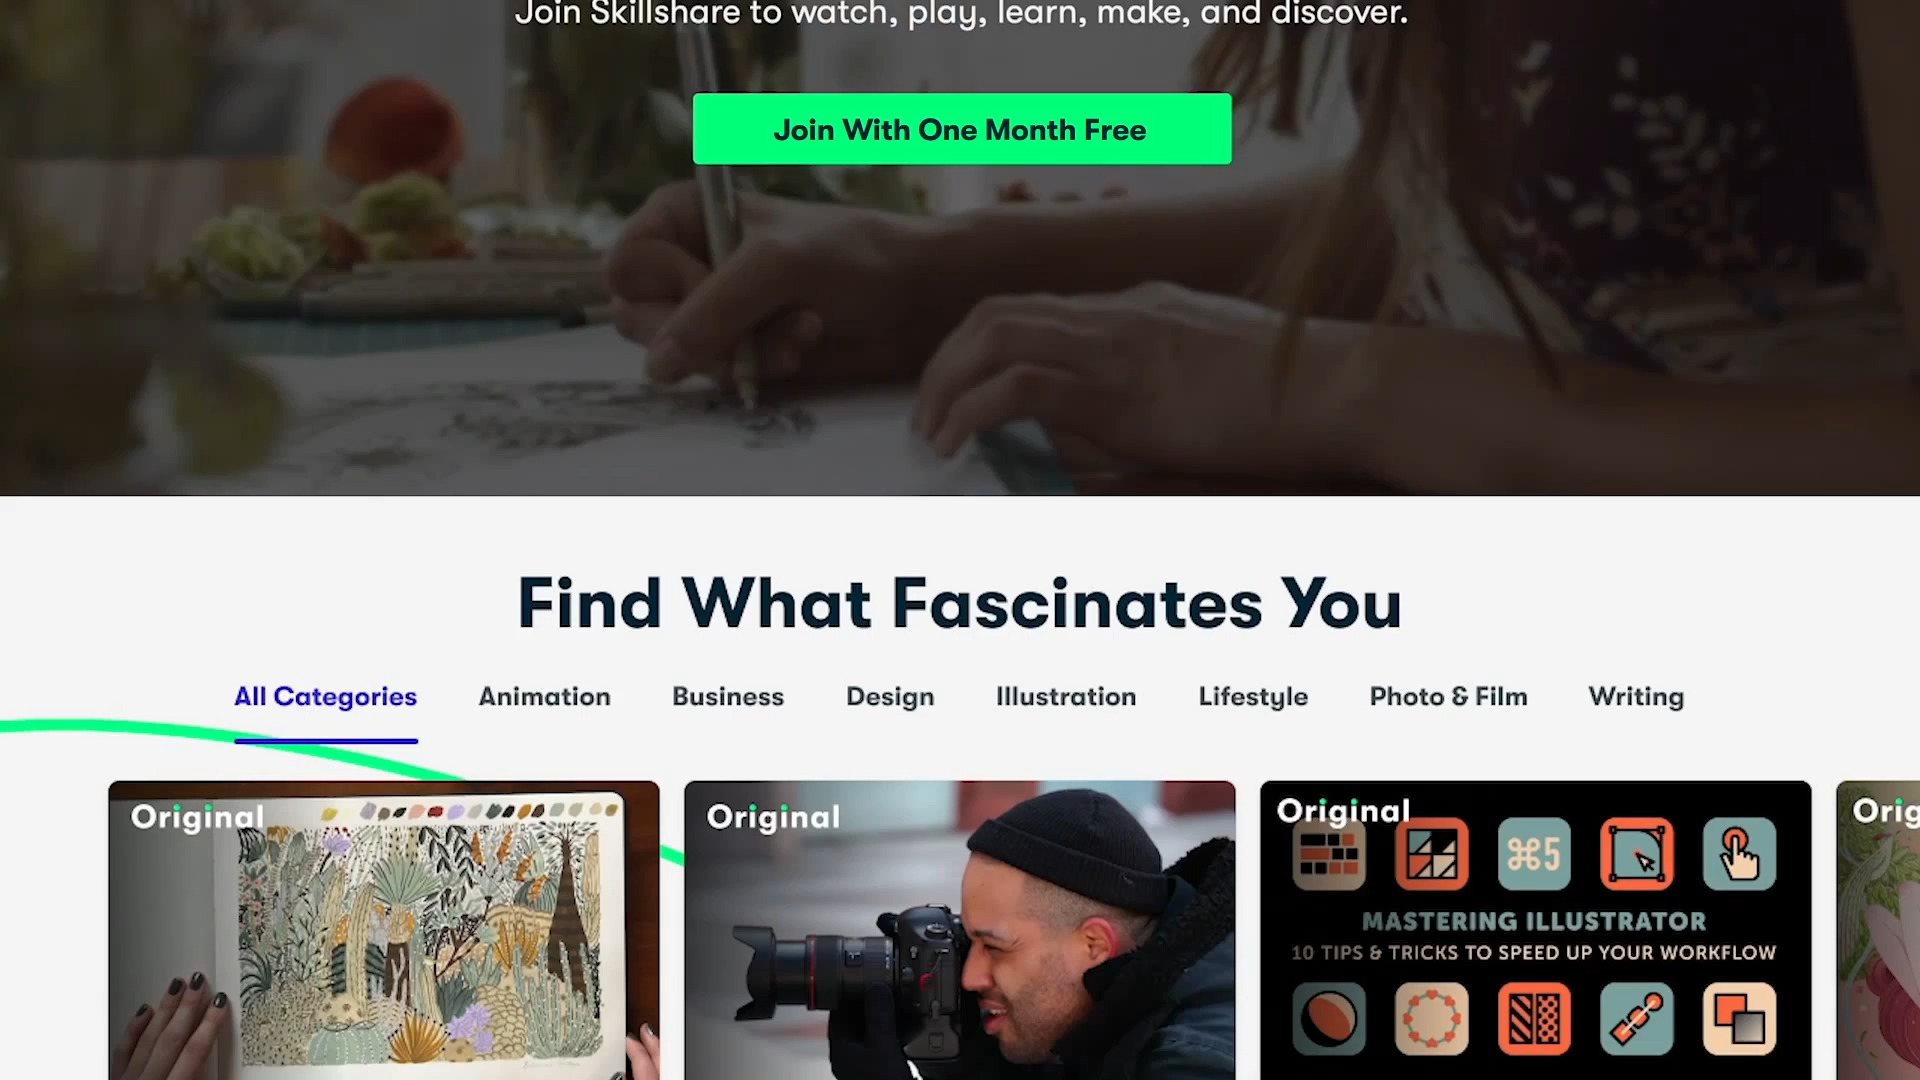 Join Skillshare to watch, play, learn, make, and discover.
Join With One Month Free
Find What Fascinates You
All Categories Animation Business Design Illustration Lifestyle Photo & Film Writing
Original Original Original Orig
⌘5
MASTERING ILLUSTRATOR
10 TIPS & TRICKS TO SPEED UP YOUR WORKFLOW